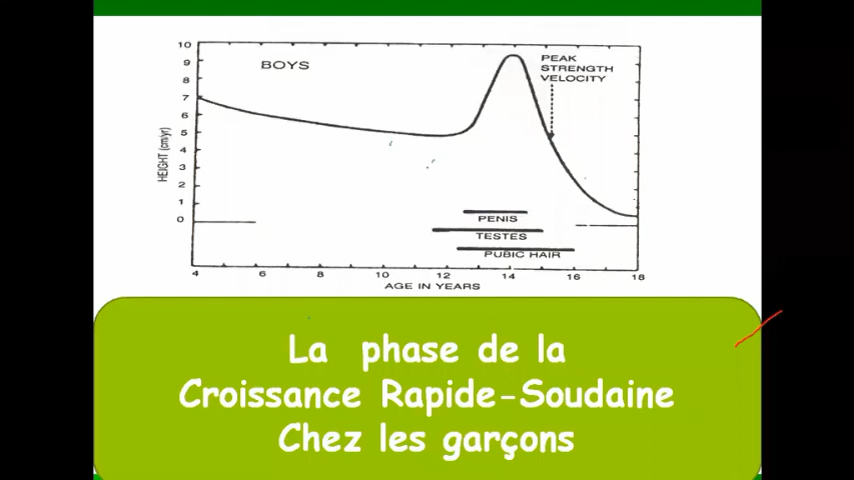 10
BOYS
PEAK
STRENGTH
VELOCITY
9
8
7
6
5
4
3
2
1
0
HEIGHT (cm/yr)
PENIS
TESTES
PUBIC HAIR
4 6 8 10 12 14 16 18
AGE IN YEARS
La phase de la
Croissance Rapide-Soudaine
Chez les garçons